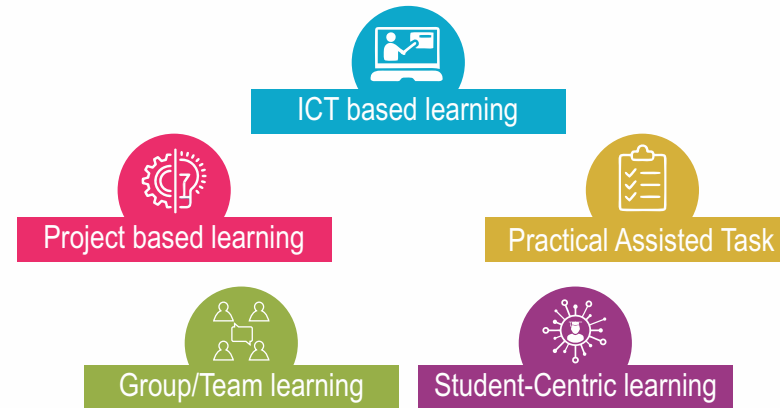 ICT based learning
Project based learning
Practical Assisted Task
Group/Team learning
Student-Centric learning